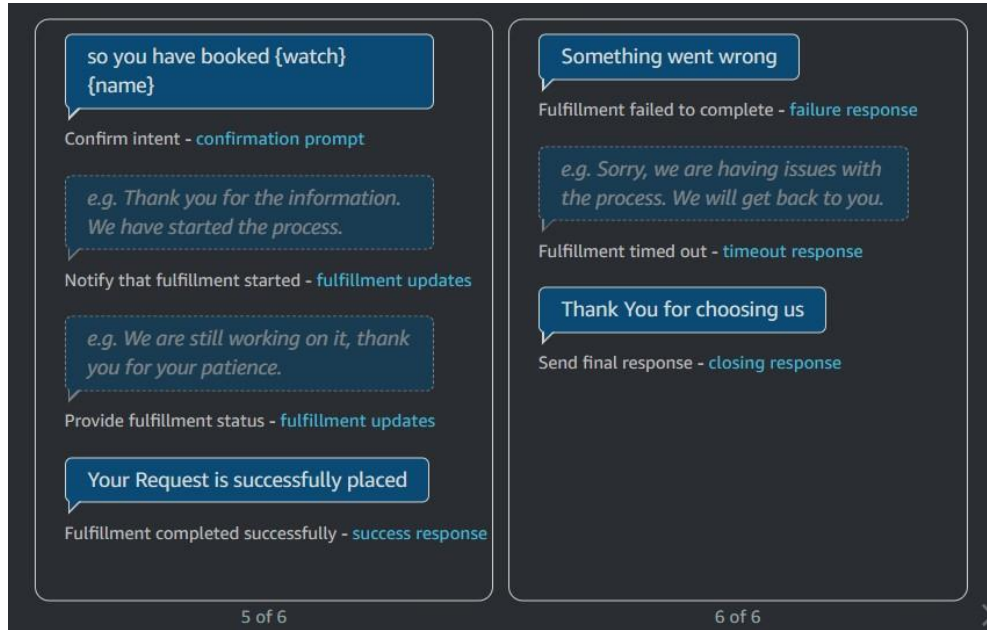 so you have booked {watch}
{name}
Confirm intent - confirmation prompt
e.g. Thank you for the information.
We have started the process.
Notify that fulfillment started - fulfillment updates
e.g. We are still working on it, thank
you for your patience.
Provide fulfillment status - fulfillment updates
Your Request is successfully placed
Fulfillment completed successfully - success response
5 of 6
Something went wrong
Fulfillment failed to complete - failure response
e.g. Sorry, we are having issues with
the process. We will get back to you.
Fulfillment timed out - timeout response
Thank You for choosing us
Send final response - closing response
6 of 6